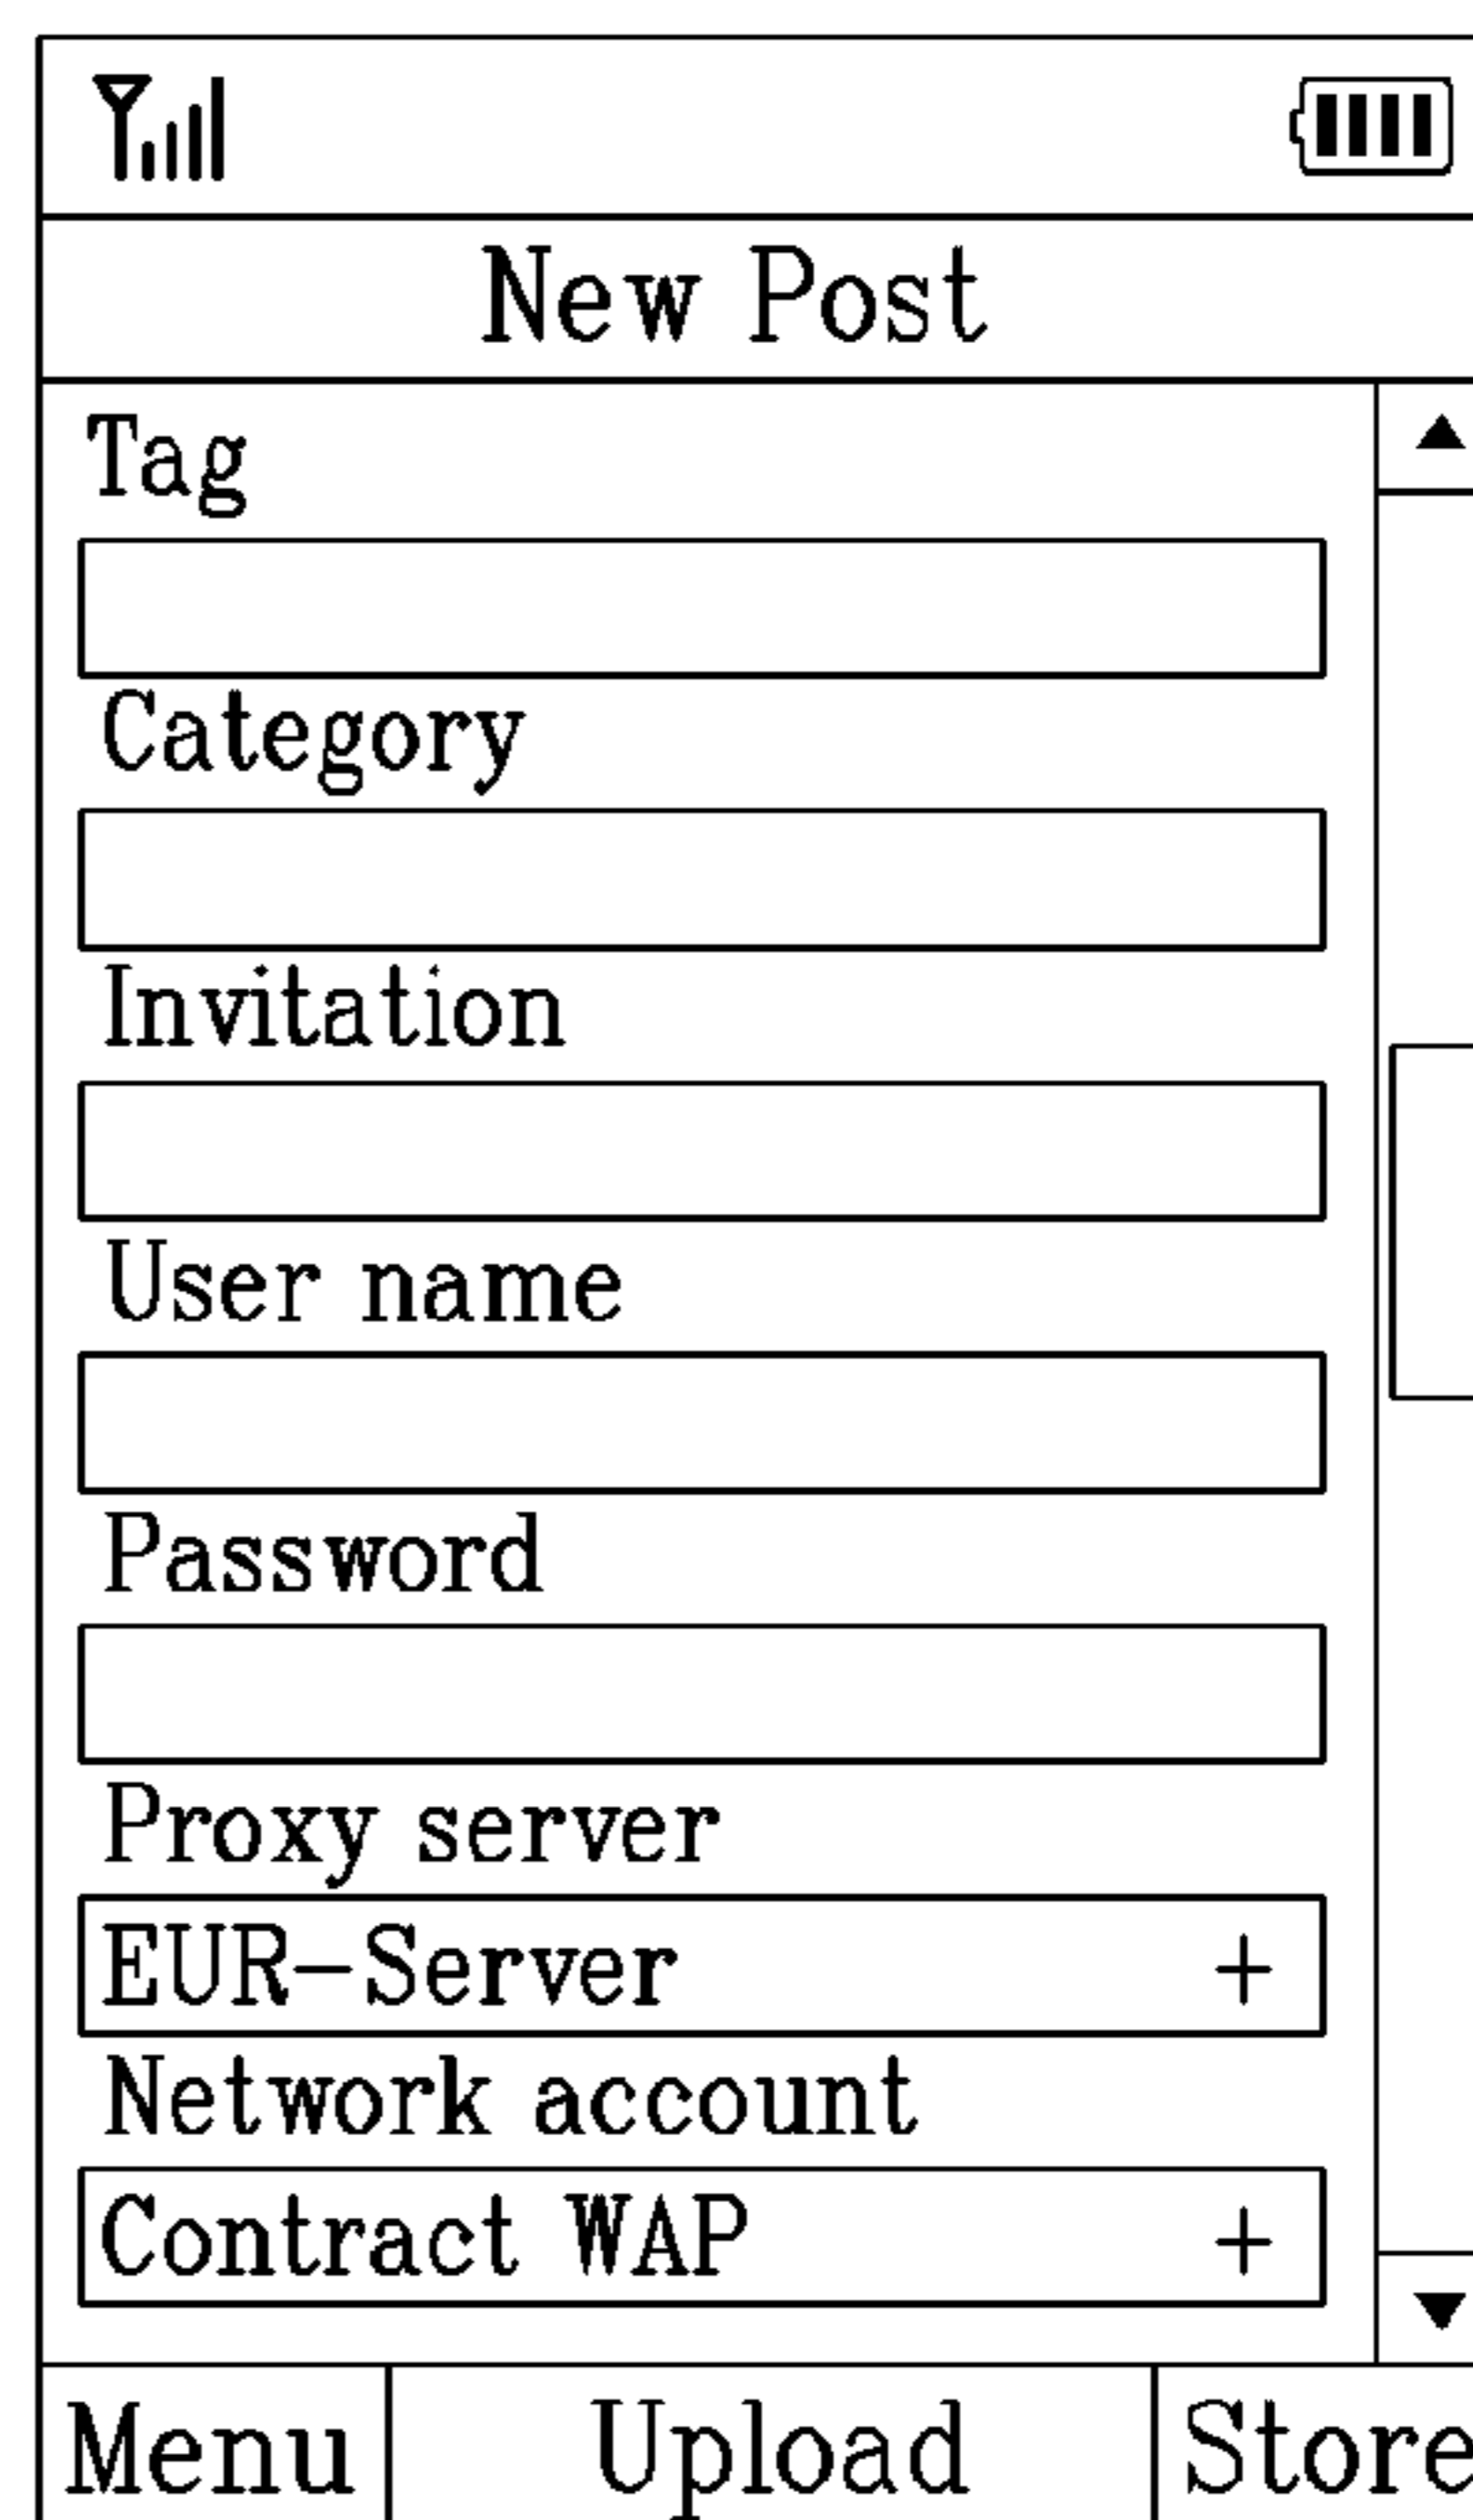 New Post
Tag
Category
Invitation
User name
Password
Proxy server
EUR-Server +
Network account
Contract WAP +
Menu Upload Store